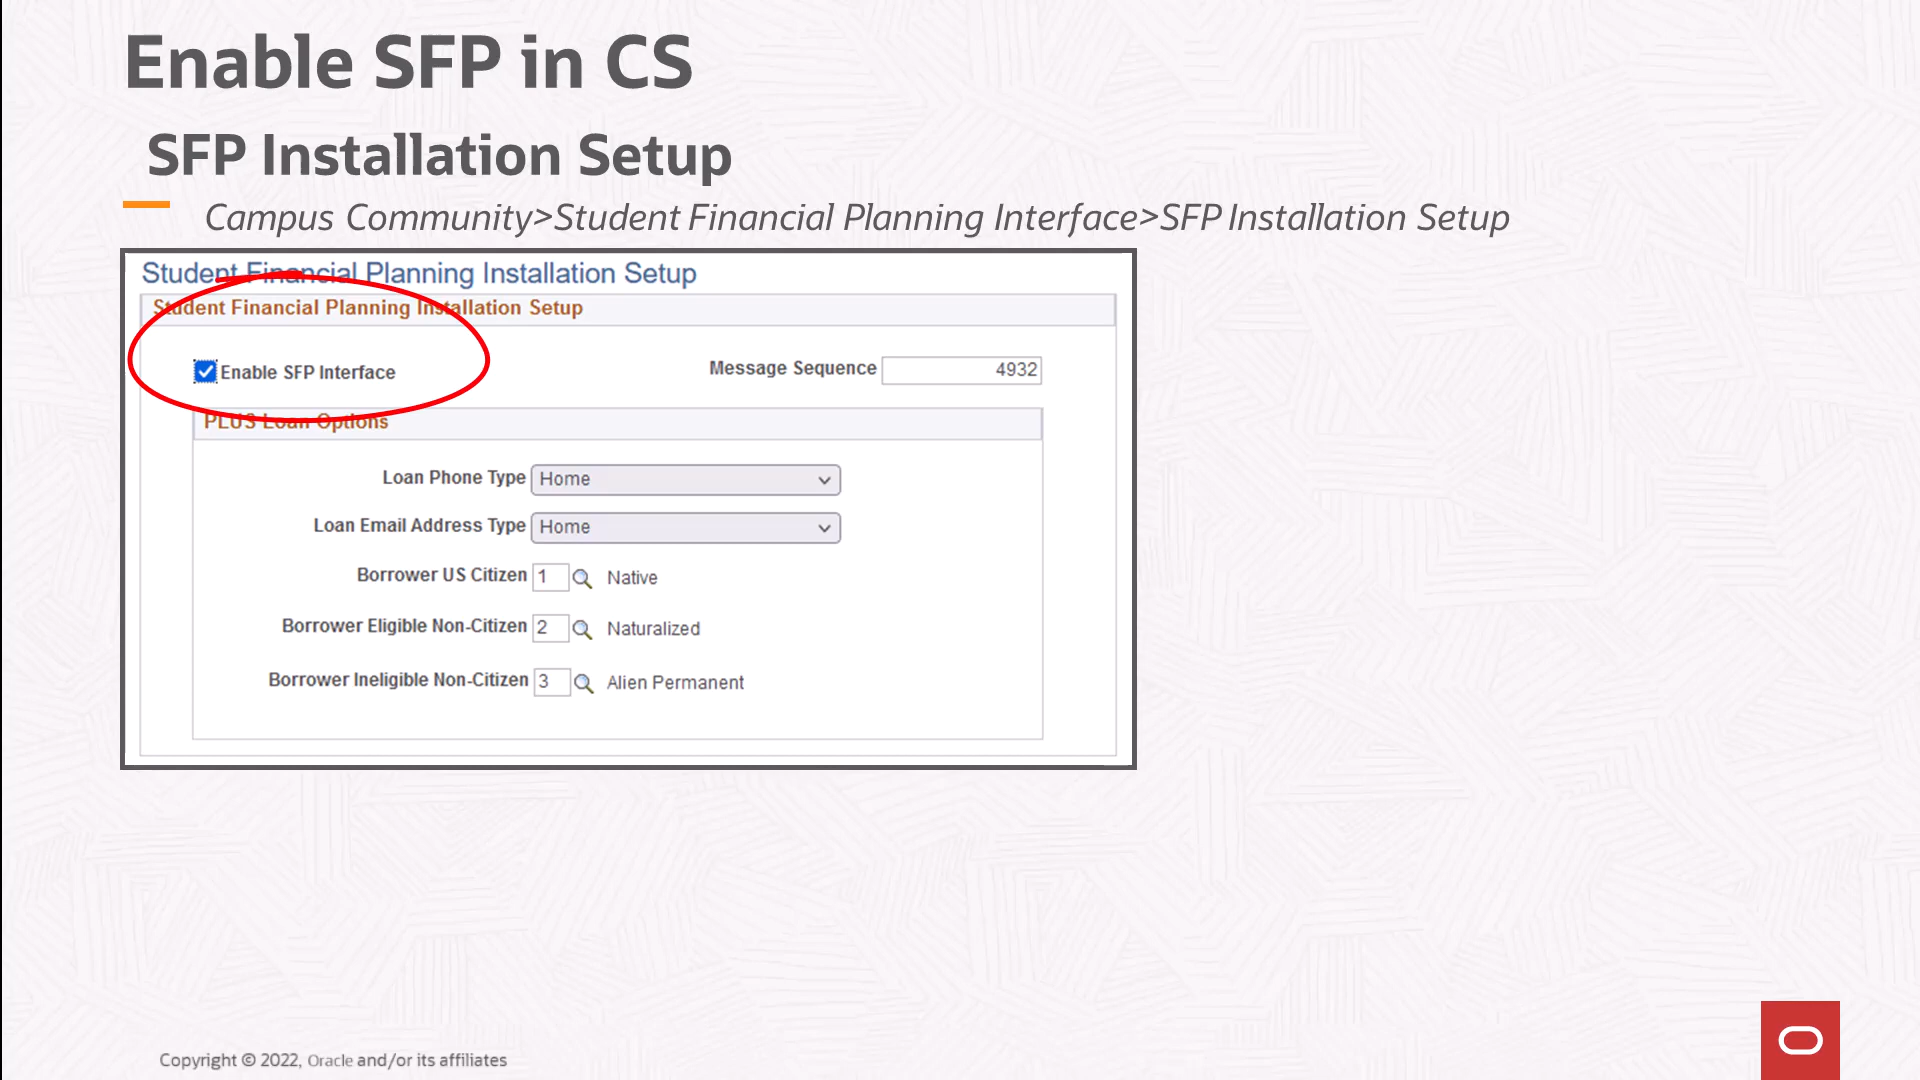 Enable SFP in CS
SFP Installation Setup
Campus Community>Student Financial Planning Interface>SFP Installation Setup
Student Financial Planning Installation Setup
Student Financial Planning Installation Setup
Enable SFP Interface
Message Sequence 4932
PLUS Loan Options
Loan Phone Type Home
Loan Email Address Type Home
Borrower US Citizen 1 Native
Borrower Eligible Non-Citizen 2 Naturalized
Borrower Ineligible Non-Citizen 3 Alien Permanent
Copyright © 2022, Oracle and/or its affiliates